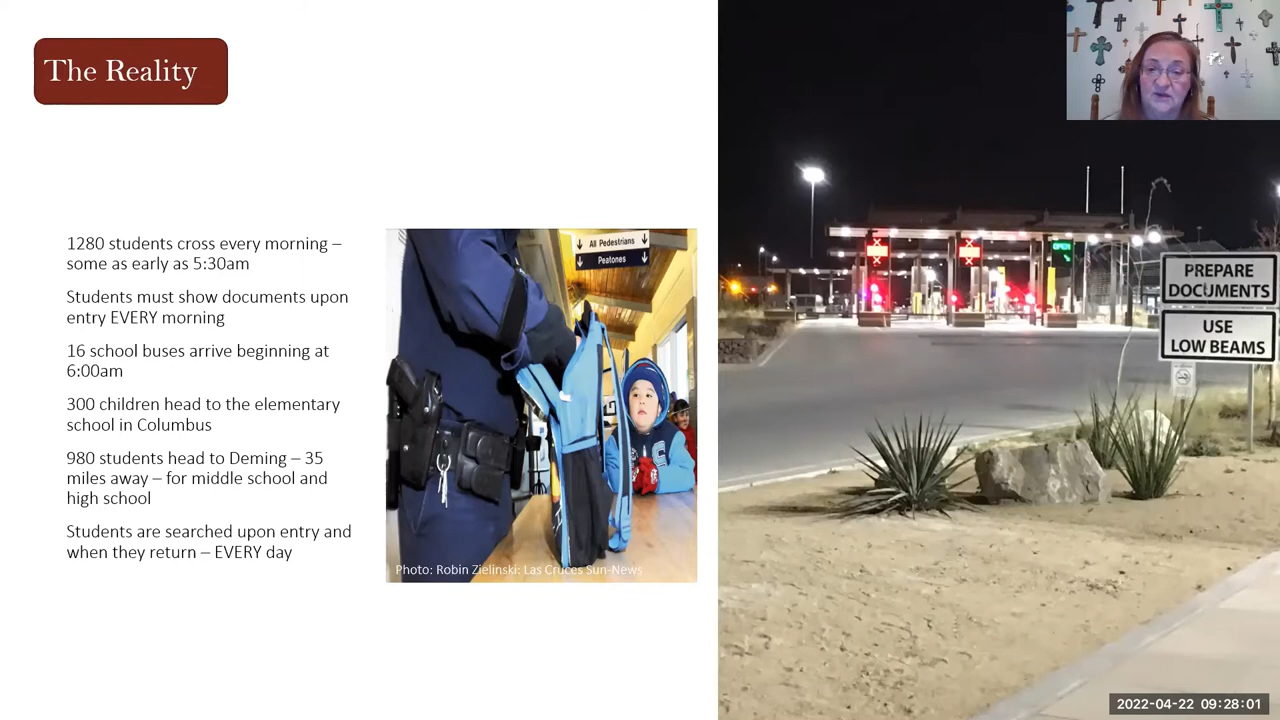 The Reality
1280 students cross every morning –
some as early as 5:30am
Students must show documents upon
entry EVERY morning
16 school buses arrive beginning at
6:00am
300 children head to the elementary
school in Columbus
980 students head to Deming – 35
miles away – for middle school and
high school
Students are searched upon entry and
when they return – EVERY day
All Pedestrians
Peatones
Photo: Robin Zielinski: Las Cruces Sun-News
OPEN
PREPARE
DOCUMENTS
USE
LOW BEAMS
2022-04-22 09:28:01